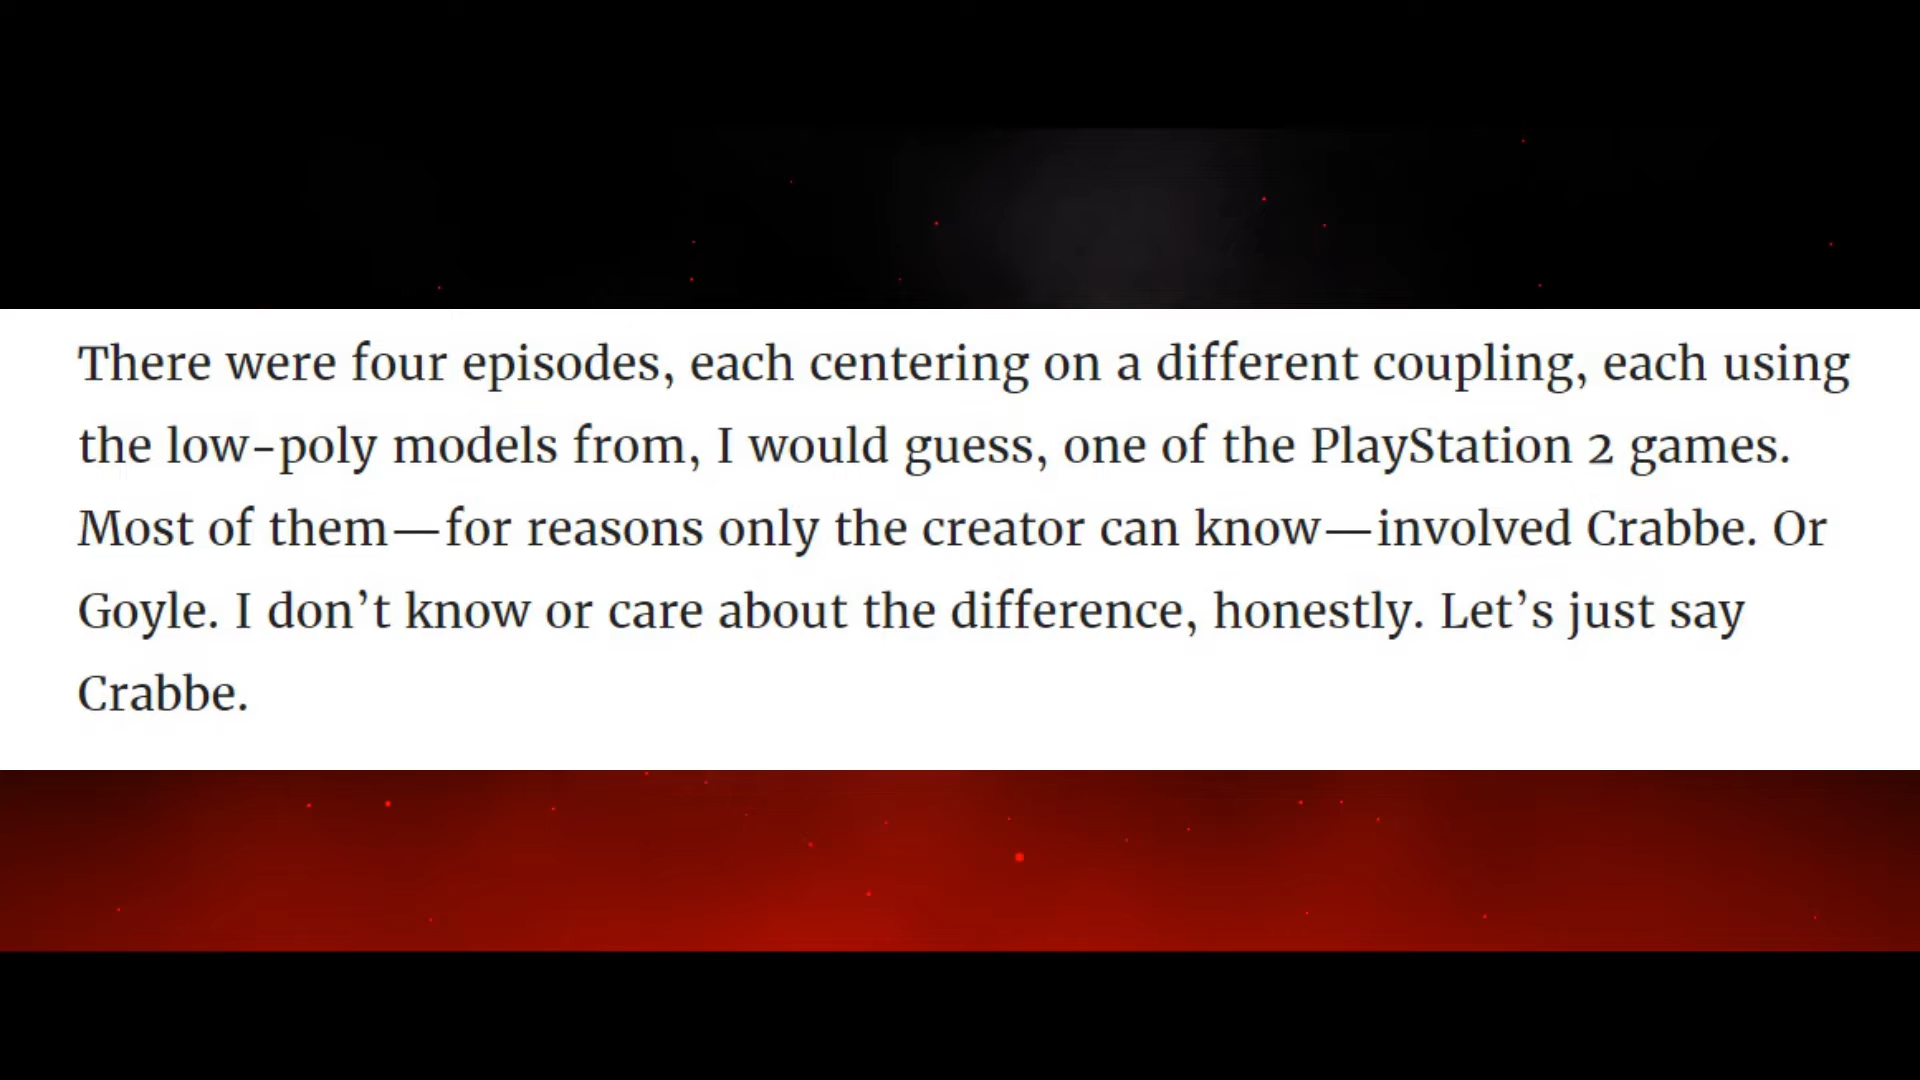 There were four episodes, each centering on a different coupling, each using
the low-poly models from, I would guess, one of the PlayStation 2 games.
Most of them—for reasons only the creator can know—involved Crabbe. Or
Goyle. I don’t know or care about the difference, honestly. Let’s just say
Crabbe.